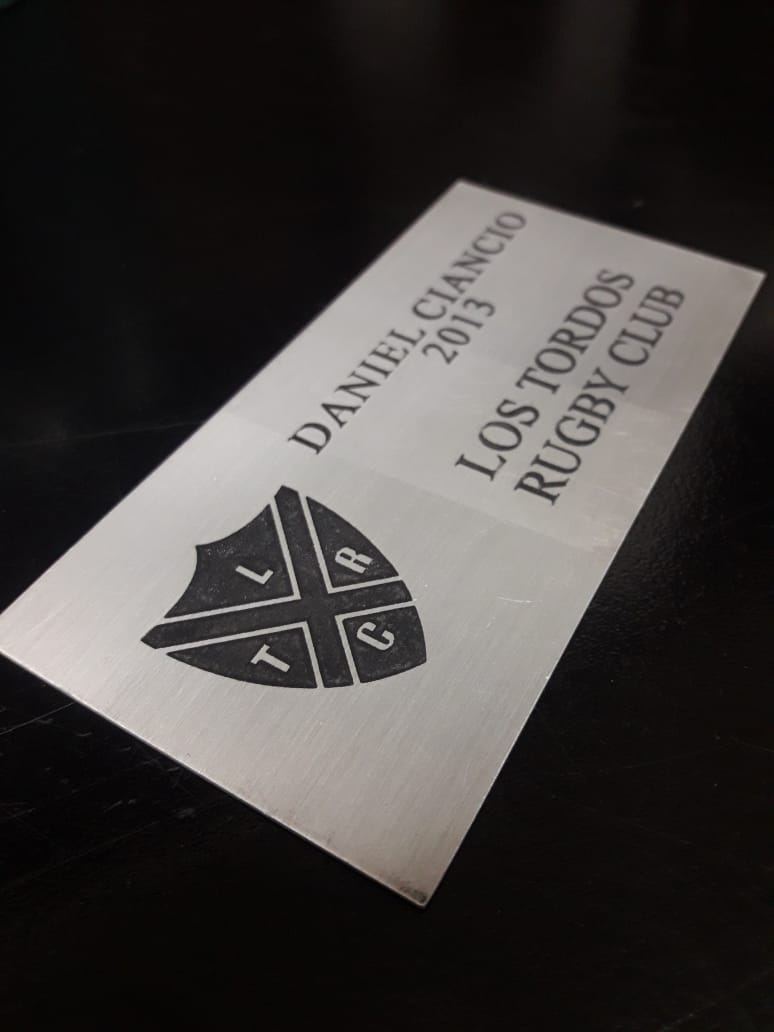 DANIEL CIANCIO
2013
LOS TORDOS
RUGBY CLUB
L R
T C